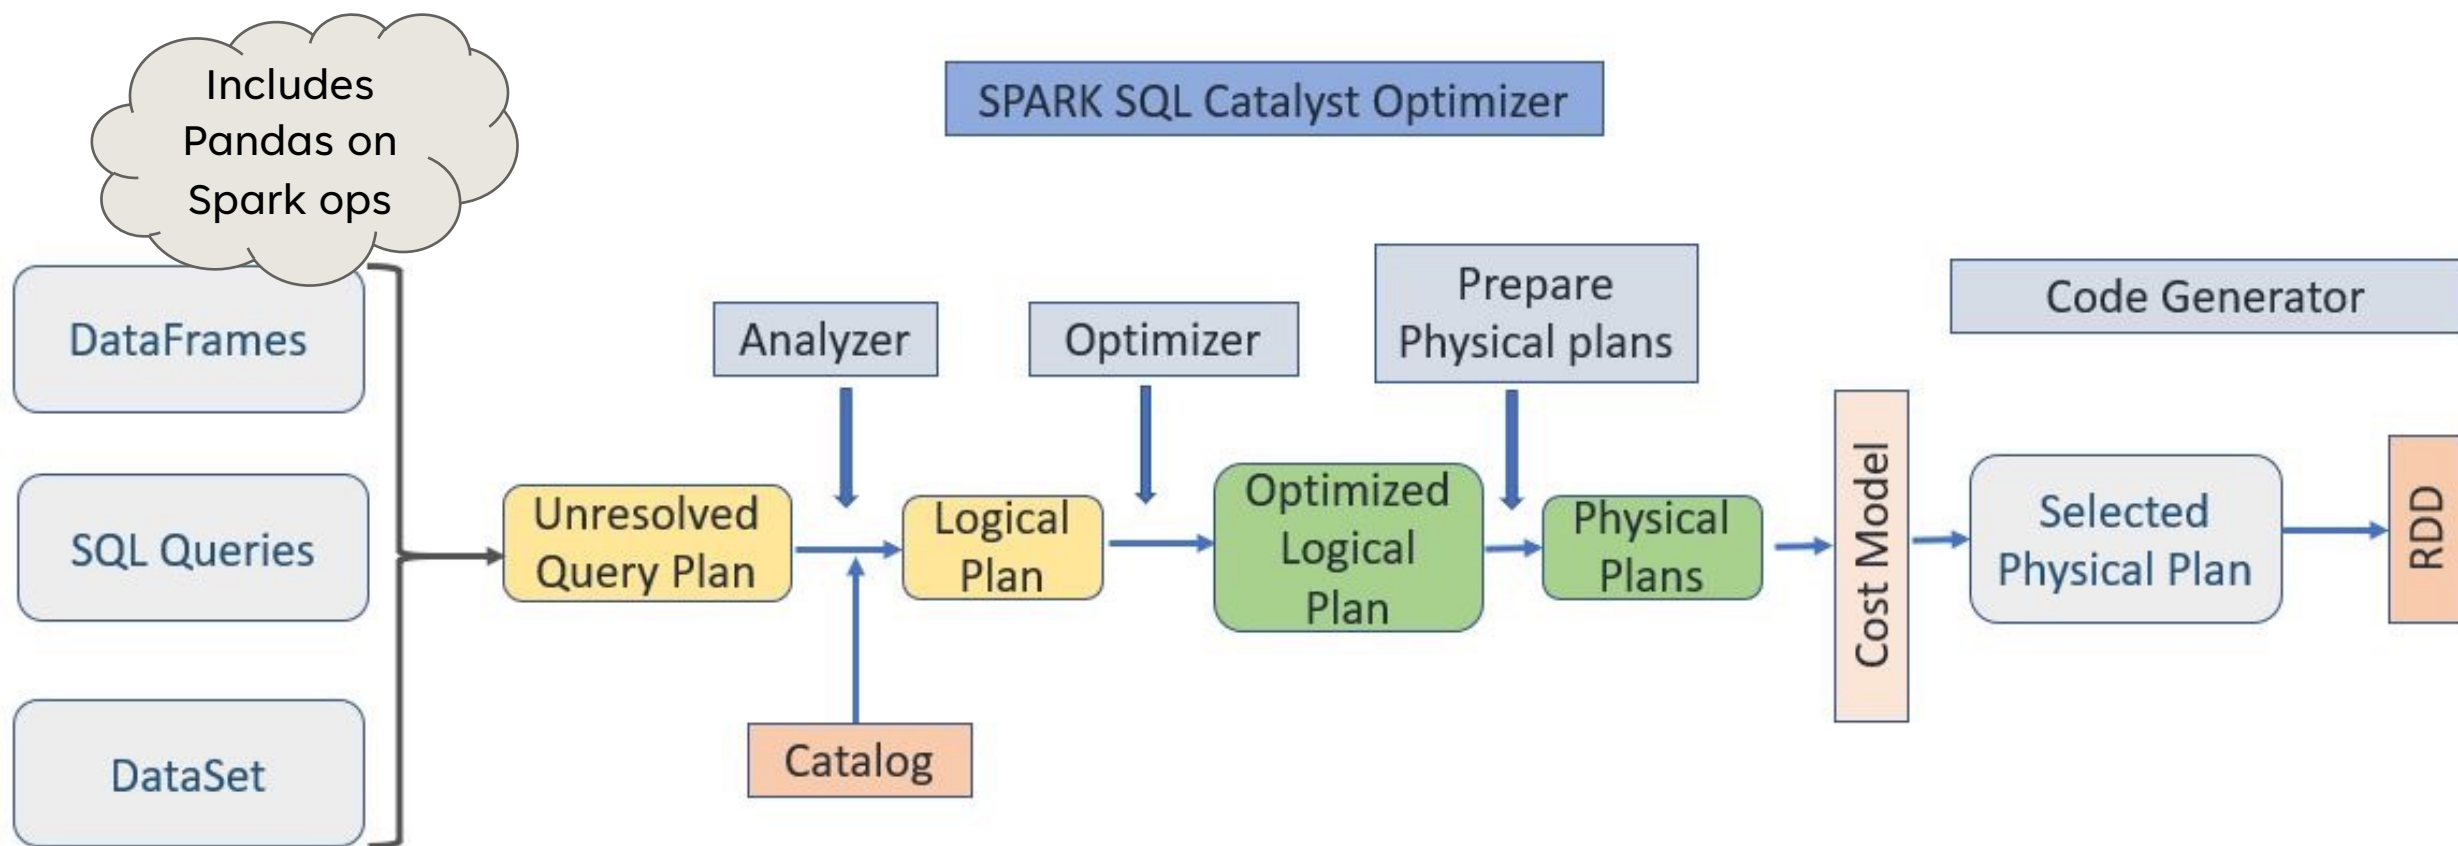 Includes
Pandas on
Spark ops
SPARK SQL Catalyst Optimizer
DataFrames
SQL Queries
DataSet
Analyzer
Optimizer
Prepare
Physical plans
Code Generator
Unresolved
Query Plan
Logical
Plan
Optimized
Logical
Plan
Physical
Plans
Cost Model
Selected
Physical Plan
RDD
Catalog